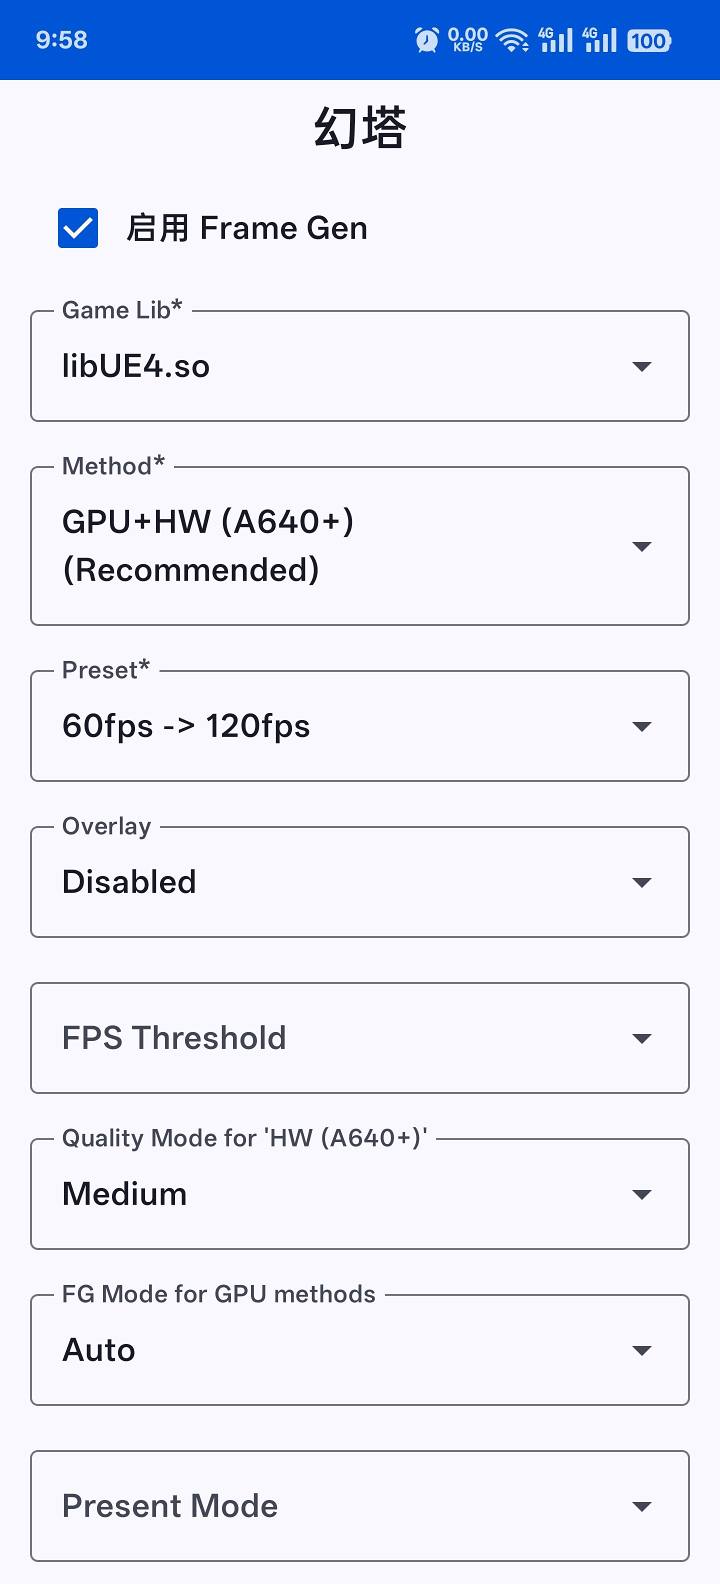 9:58
0.00
KB/S
4G
4G
100
幻塔
启用 Frame Gen
Game Lib*
libUE4.so
Method*
GPU+HW (A640+)
(Recommended)
Preset*
60fps -> 120fps
Overlay
Disabled
FPS Threshold
Quality Mode for 'HW (A640+)'
Medium
FG Mode for GPU methods
Auto
Present Mode